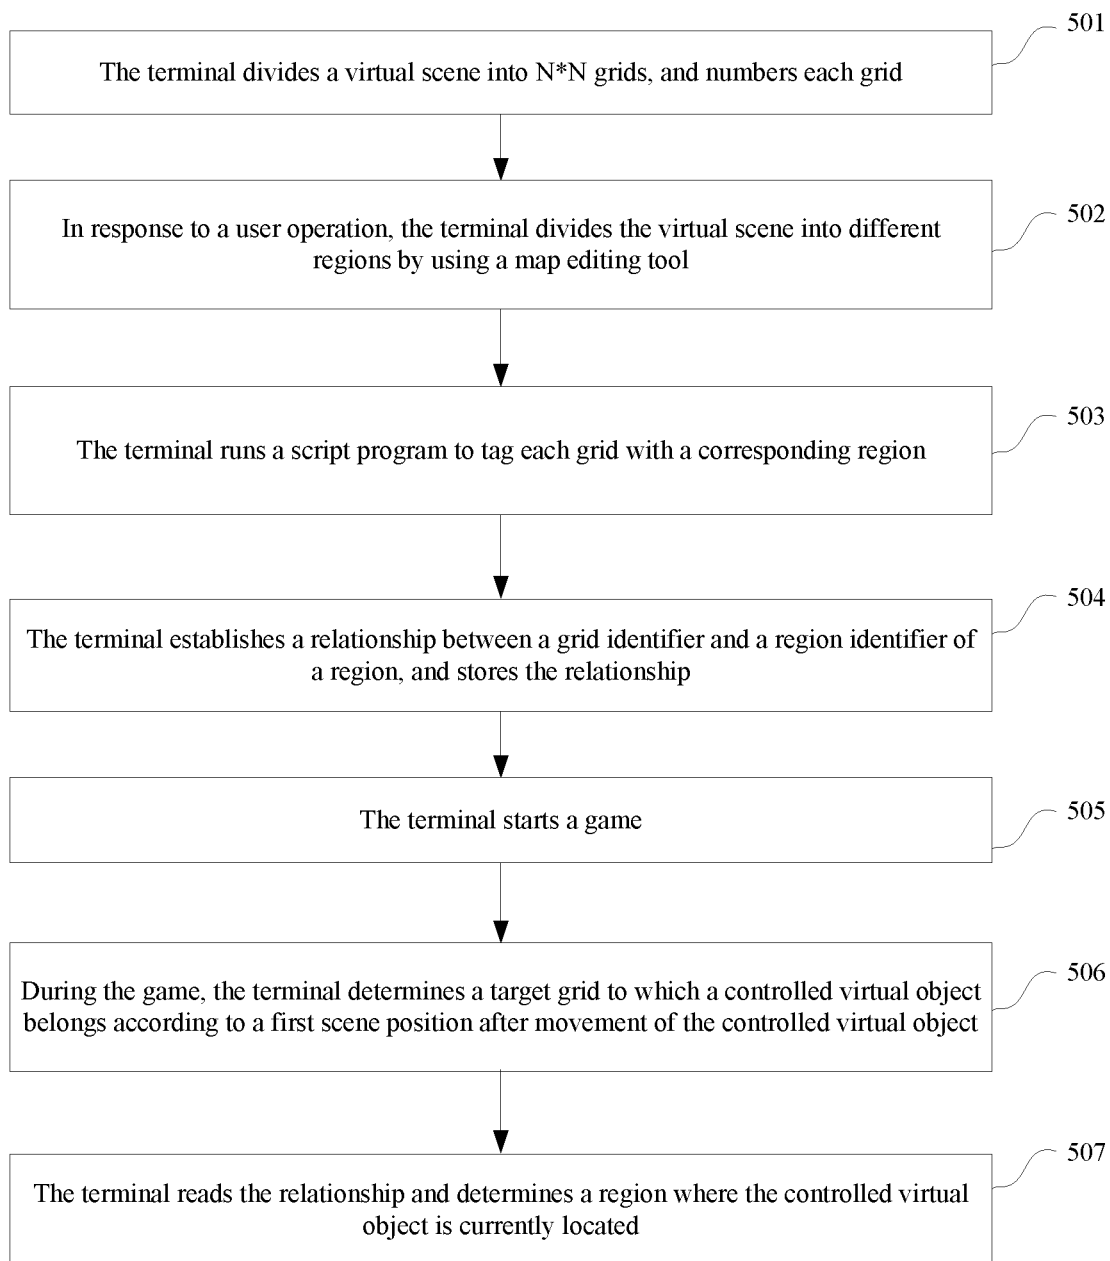 501
The terminal divides a virtual scene into N*N grids, and numbers each grid
502
In response to a user operation, the terminal divides the virtual scene into different
regions by using a map editing tool
503
The terminal runs a script program to tag each grid with a corresponding region
504
The terminal establishes a relationship between a grid identifier and a region identifier of
a region, and stores the relationship
505
The terminal starts a game
506
During the game, the terminal determines a target grid to which a controlled virtual object
belongs according to a first scene position after movement of the controlled virtual object
507
The terminal reads the relationship and determines a region where the controlled virtual
object is currently located